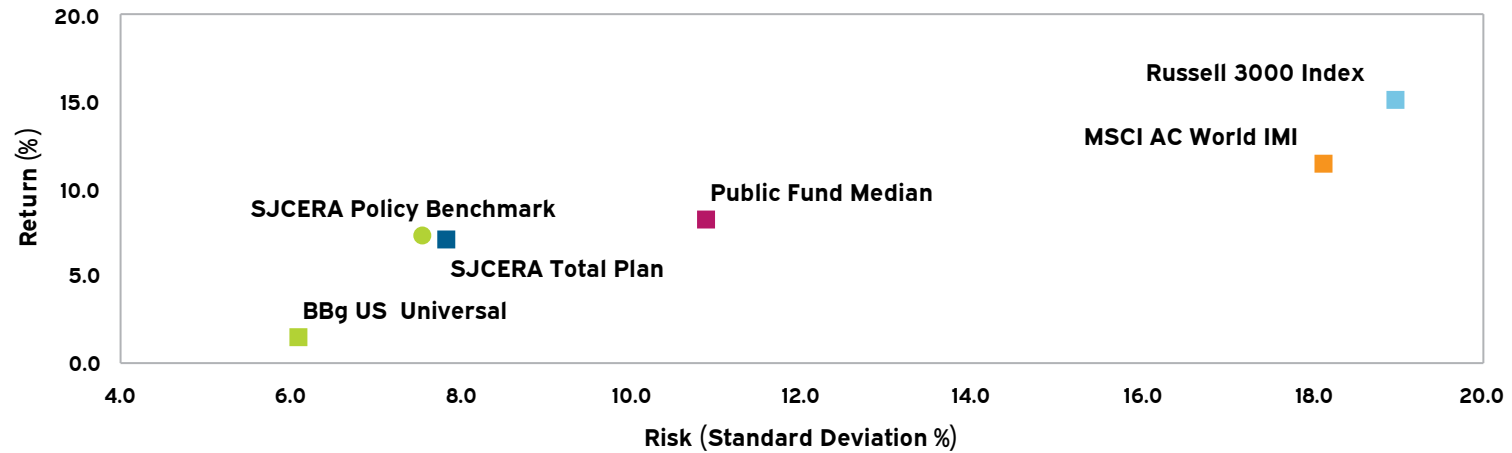 20.0
Russell 3000 Index
15.0
MSCI AC World IMI
10.0
Public Fund Median
SJCERA Policy Benchmark
5.0
SJCERA Total Plan
BBg US  Universal
0.0
Return (%)
4.0 6.0 8.0 10.0 12.0 14.0 16.0 18.0 20.0
Risk (Standard Deviation %)